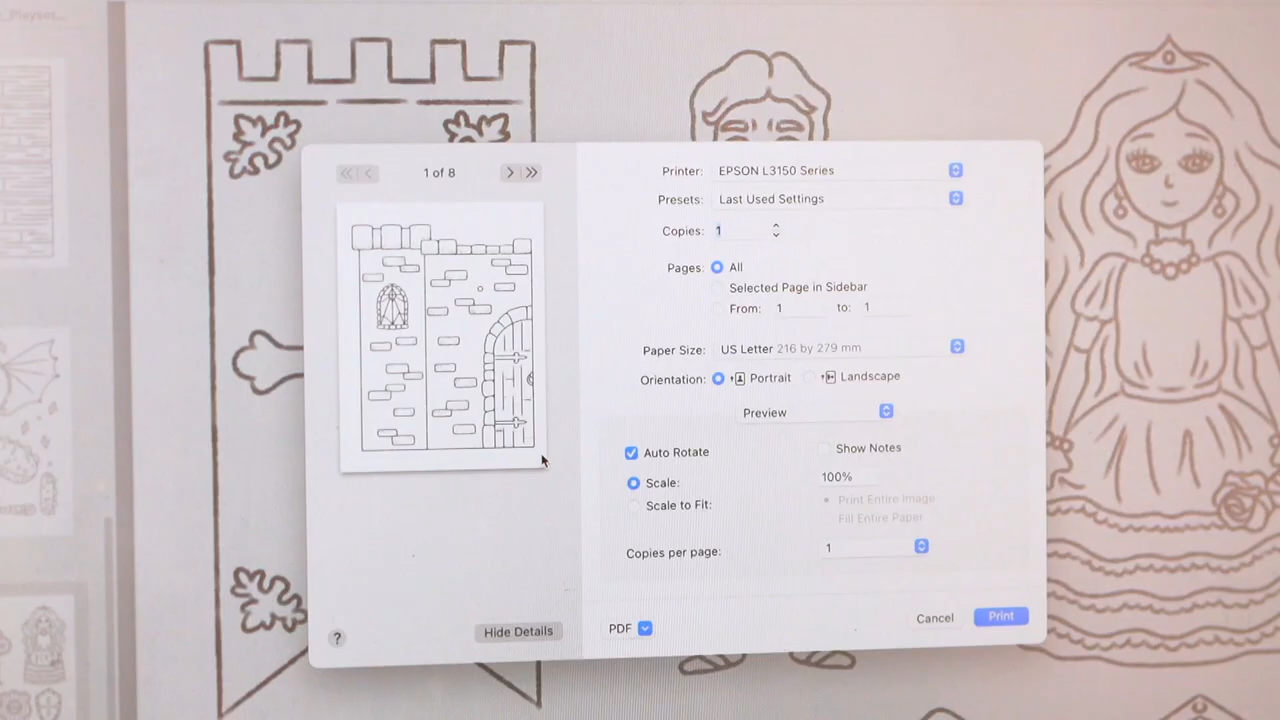 1 of 8
Printer: EPSON L3150 Series
Presets: Last Used Settings
Copies: 1
Pages: All
Selected Page in Sidebar
From: 1 to: 1
Paper Size: US Letter 216 by 279 mm
Orientation: Portrait Landscape
Preview
Auto Rotate Show Notes
Scale: 100%
Scale to Fit: Print Entire Image
Fill Entire Paper
Copies per page: 1
? Hide Details PDF Cancel Print